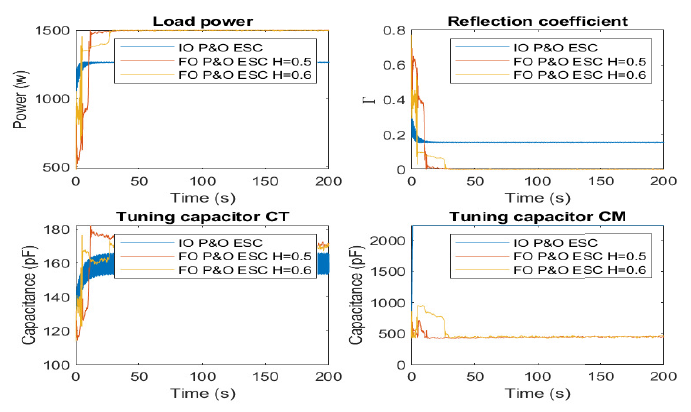 Load power
1500
1000
500
Power (w)
IO P&O ESC
FO P&O ESC H=0.5
FO P&O ESC H=0.6
0 50 100 150 200
Time (s)
Reflection coefficient
0.8
0.6
0.4
0.2
0
Γ
IO P&O ESC
FO P&O ESC H=0.5
FO P&O ESC H=0.6
0 50 100 150 200
Time (s)
Tuning capacitor CT
180
160
140
120
100
Capacitance (pF)
IO P&O ESC
FO P&O ESC H=0.5
FO P&O ESC H=0.6
0 50 100 150 200
Time (s)
Tuning capacitor CM
2000
1500
1000
500
0
Capacitance (pF)
IO P&O ESC
FO P&O ESC H=0.5
FO P&O ESC H=0.6
0 50 100 150 200
Time (s)